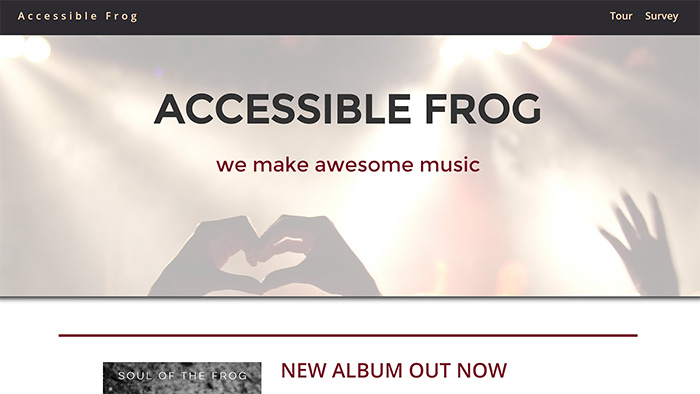 Accessible Frog
Tour Survey
ACCESSIBLE FROG
we make awesome music
SOUL OF THE FROG
NEW ALBUM OUT NOW